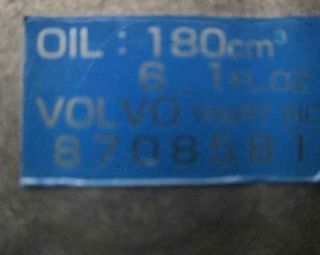 OIL: 180cm³
6.1FL.OZ
VOLVO PART NO
8708581